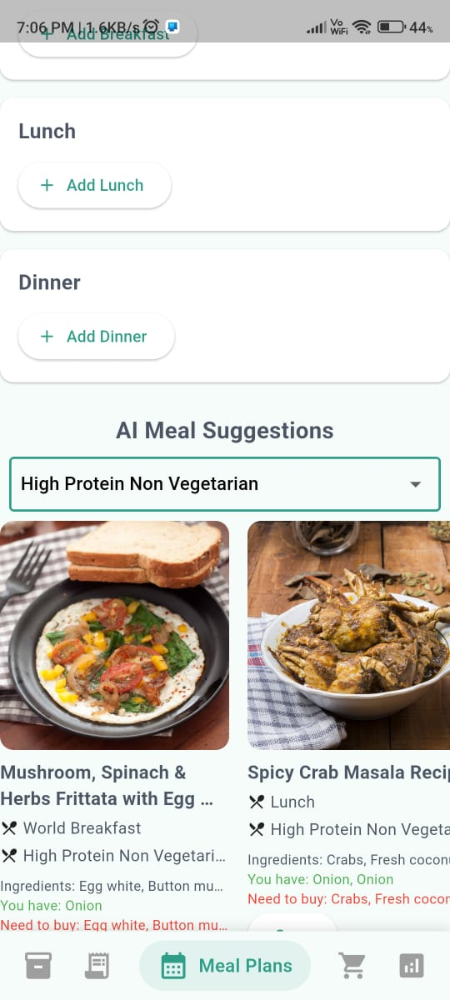 7:06 PM | 1.6KB/s
Vo
WiFi
44%
+ Add Breakfast
Lunch
+ Add Lunch
Dinner
+ Add Dinner
AI Meal Suggestions
High Protein Non Vegetarian
Mushroom, Spinach &
Herbs Frittata with Egg ...
World Breakfast
High Protein Non Vegetari...
Ingredients: Egg white, Button mu...
You have: Onion
Need to buy: Egg white, Button mu...
Spicy Crab Masala Recip
Lunch
High Protein Non Vegeta
Ingredients: Crabs, Fresh coconu
You have: Onion, Onion
Need to buy: Crabs, Fresh cocon
Meal Plans